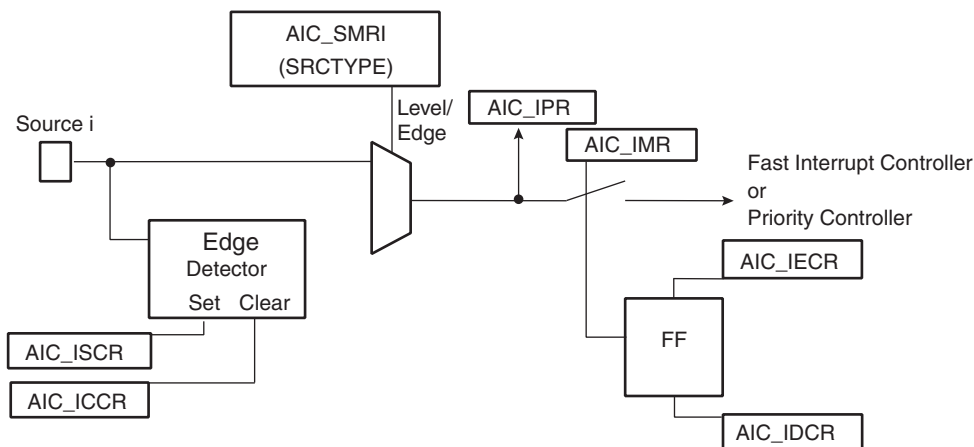 AIC_SMRI
(SRCTYPE)
Source i
Level/
Edge
AIC_IPR
AIC_IMR
Fast Interrupt Controller
or
Priority Controller
Edge
Detector
Set Clear
AIC_IECR
FF
AIC_ISCR
AIC_ICCR
AIC_IDCR